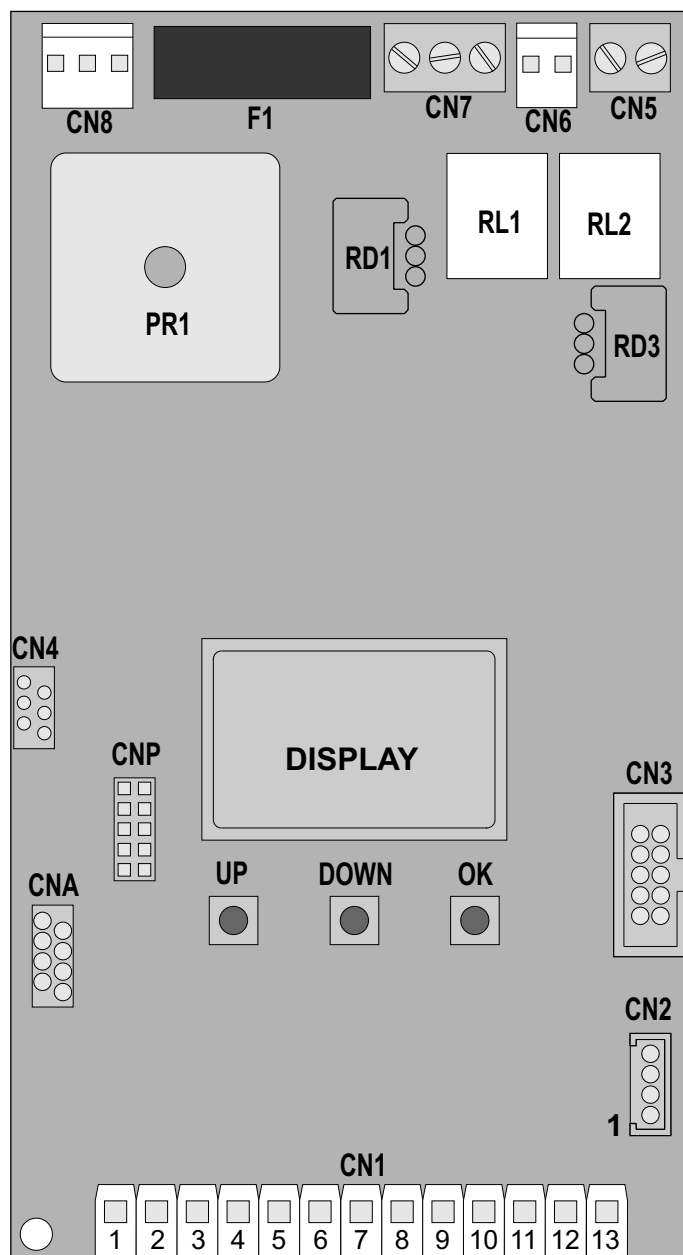 CN8 F1 CN7 CN6 CN5
RL1 RL2
RD1
PR1
RD3
CN4
CNP
DISPLAY
CN3
UP DOWN OK
CNA
CN2
1
CN1
1 2 3 4 5 6 7 8 9 10 11 12 13